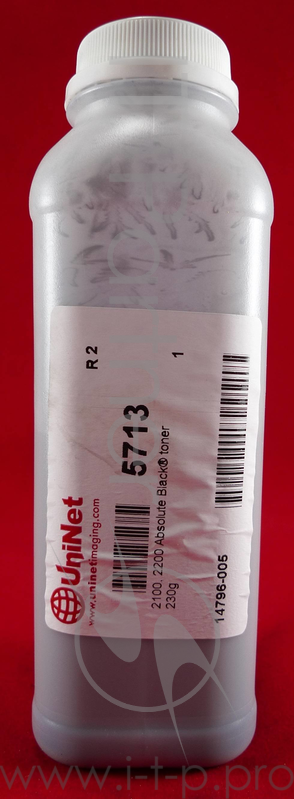 UniNet
www.uninetimaging.com
R 2
5713
1
2100, 2200 Absolute Black® toner
230g
14796-005
www.i-t-p.pro